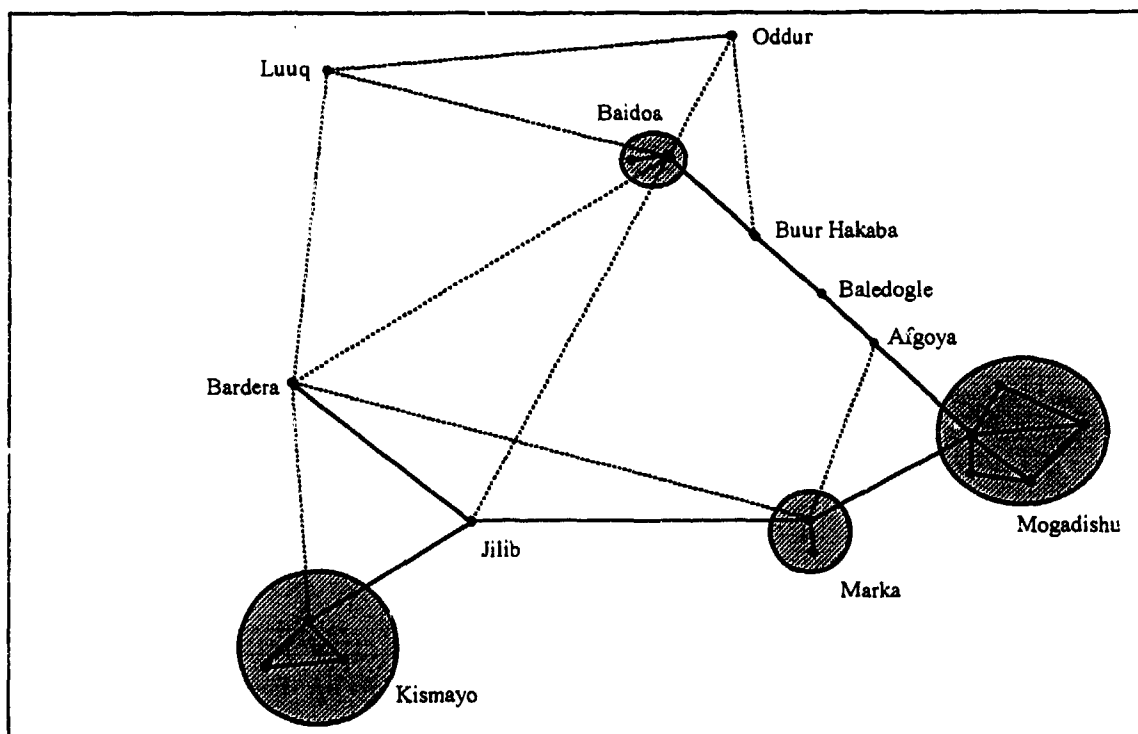 Oddur
Luuq
Baidoa
Buur Hakaba
Baledogle
Afgoya
Bardera
Mogadishu
Jilib
Marka
Kismayo